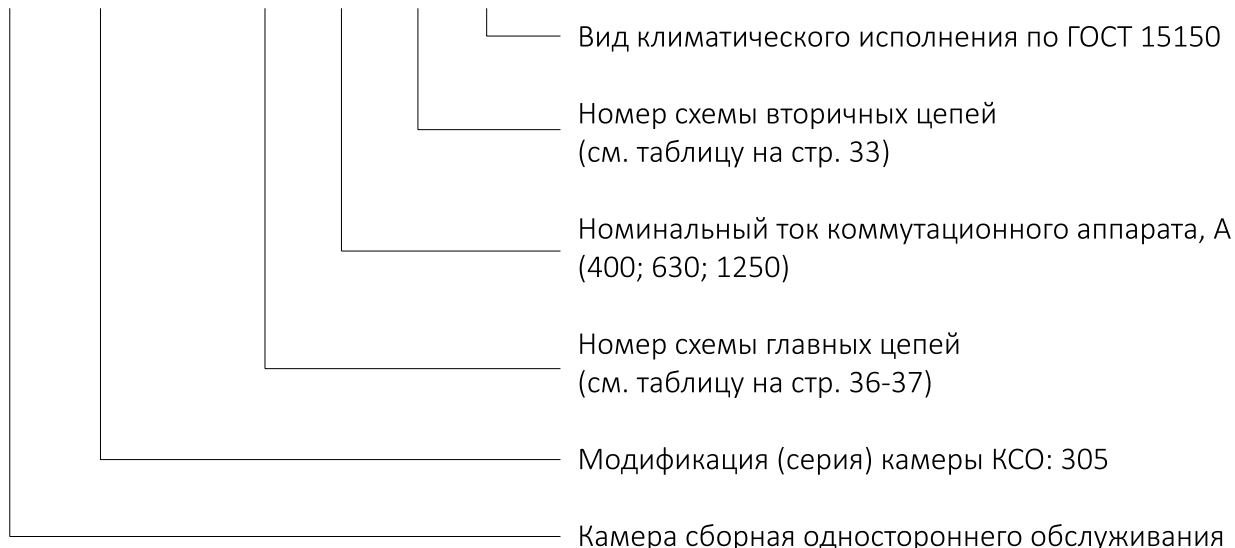 Вид климатического исполнения по ГОСТ 15150
Номер схемы вторичных цепей
(см. таблицу на стр. 33)
Номинальный ток коммутационного аппарата, А
(400; 630; 1250)
Номер схемы главных цепей
(см. таблицу на стр. 36-37)
Модификация (серия) камеры КСО: 305
Камера сборная одностороннего обслуживания